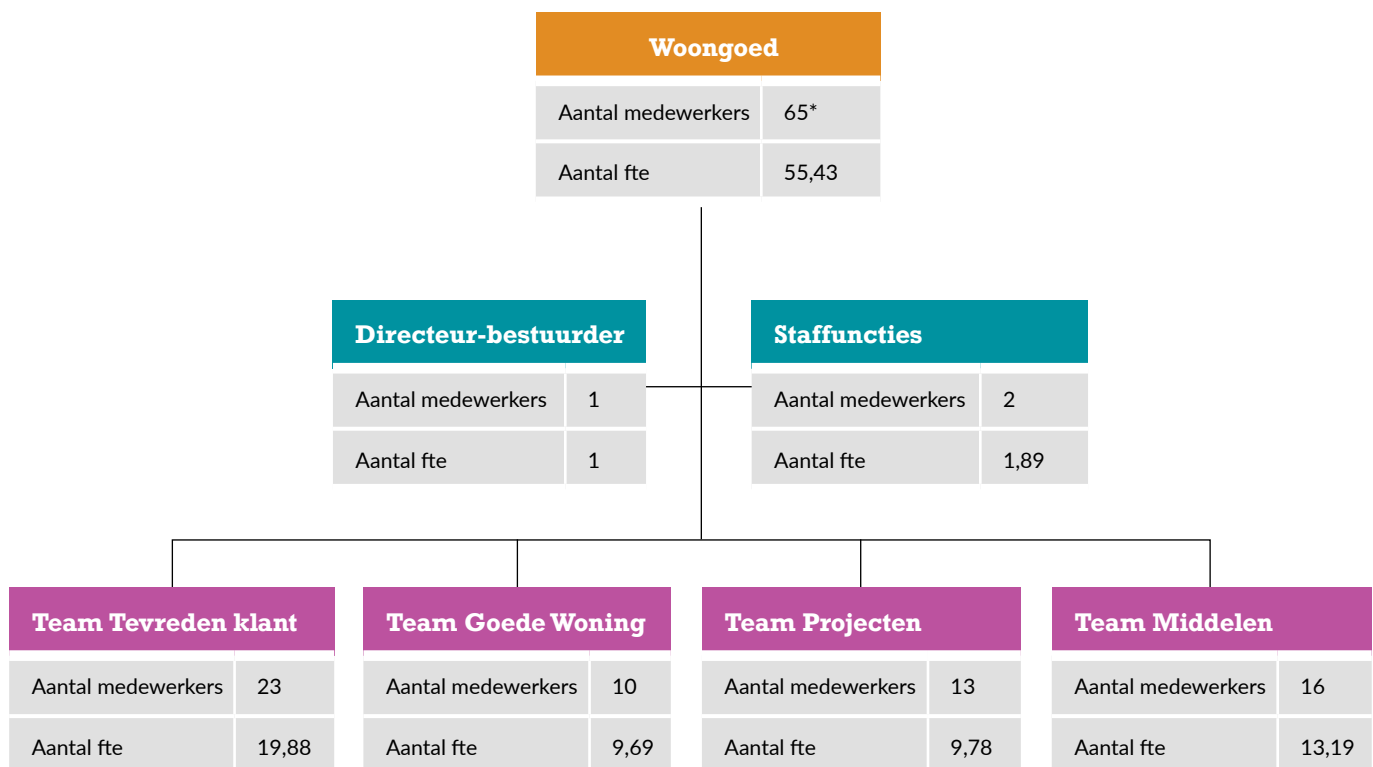 Woongoed
Aantal medewerkers 65*
Aantal fte 55,43
Directeur-bestuurder
Aantal medewerkers 1
Aantal fte 1
Staffuncties
Aantal medewerkers 2
Aantal fte 1,89
Team Tevreden klant
Aantal medewerkers 23
Aantal fte 19,88
Team Goede Woning
Aantal medewerkers 10
Aantal fte 9,69
Team Projecten
Aantal medewerkers 13
Aantal fte 9,78
Team Middelen
Aantal medewerkers 16
Aantal fte 13,19